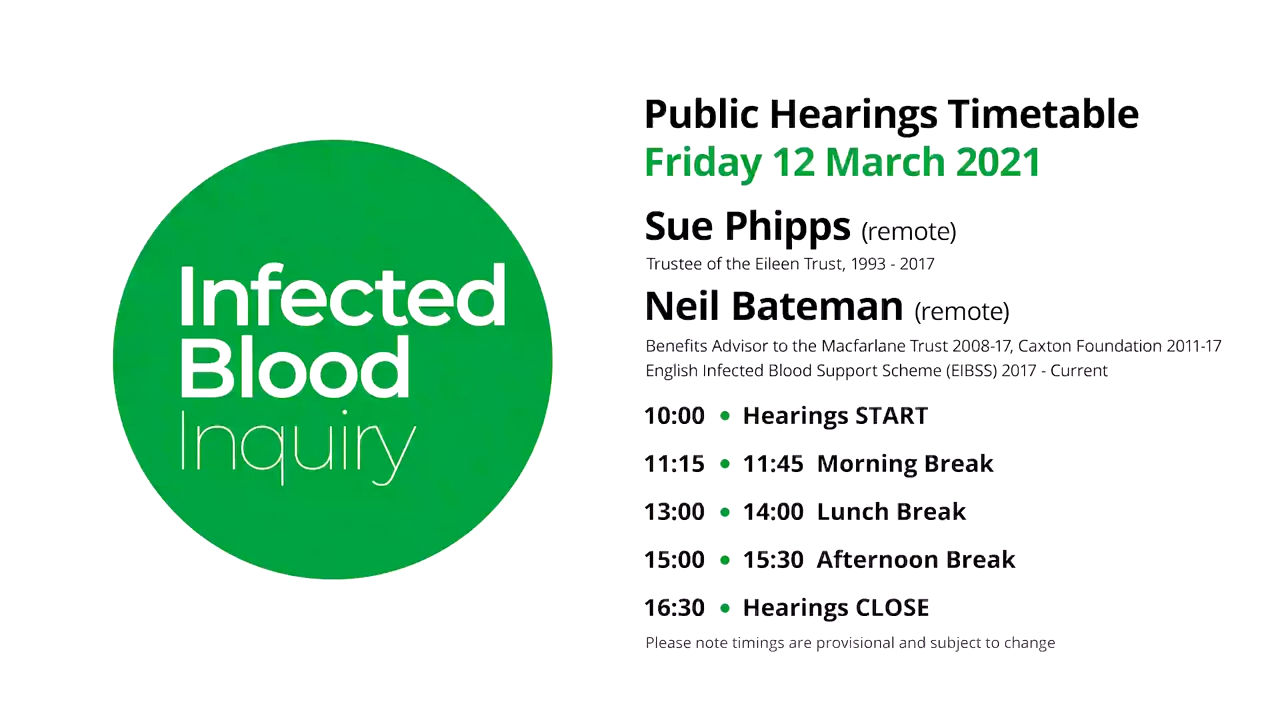 Infected
Blood
Inquiry
Public Hearings Timetable
Friday 12 March 2021
Sue Phipps (remote)
Trustee of the Eileen Trust, 1993 - 2017
Neil Bateman (remote)
Benefits Advisor to the Macfarlane Trust 2008-17, Caxton Foundation 2011-17
English Infected Blood Support Scheme (EIBSS) 2017 - Current
10:00 • Hearings START
11:15 • 11:45 Morning Break
13:00 • 14:00 Lunch Break
15:00 • 15:30 Afternoon Break
16:30 • Hearings CLOSE
Please note timings are provisional and subject to change